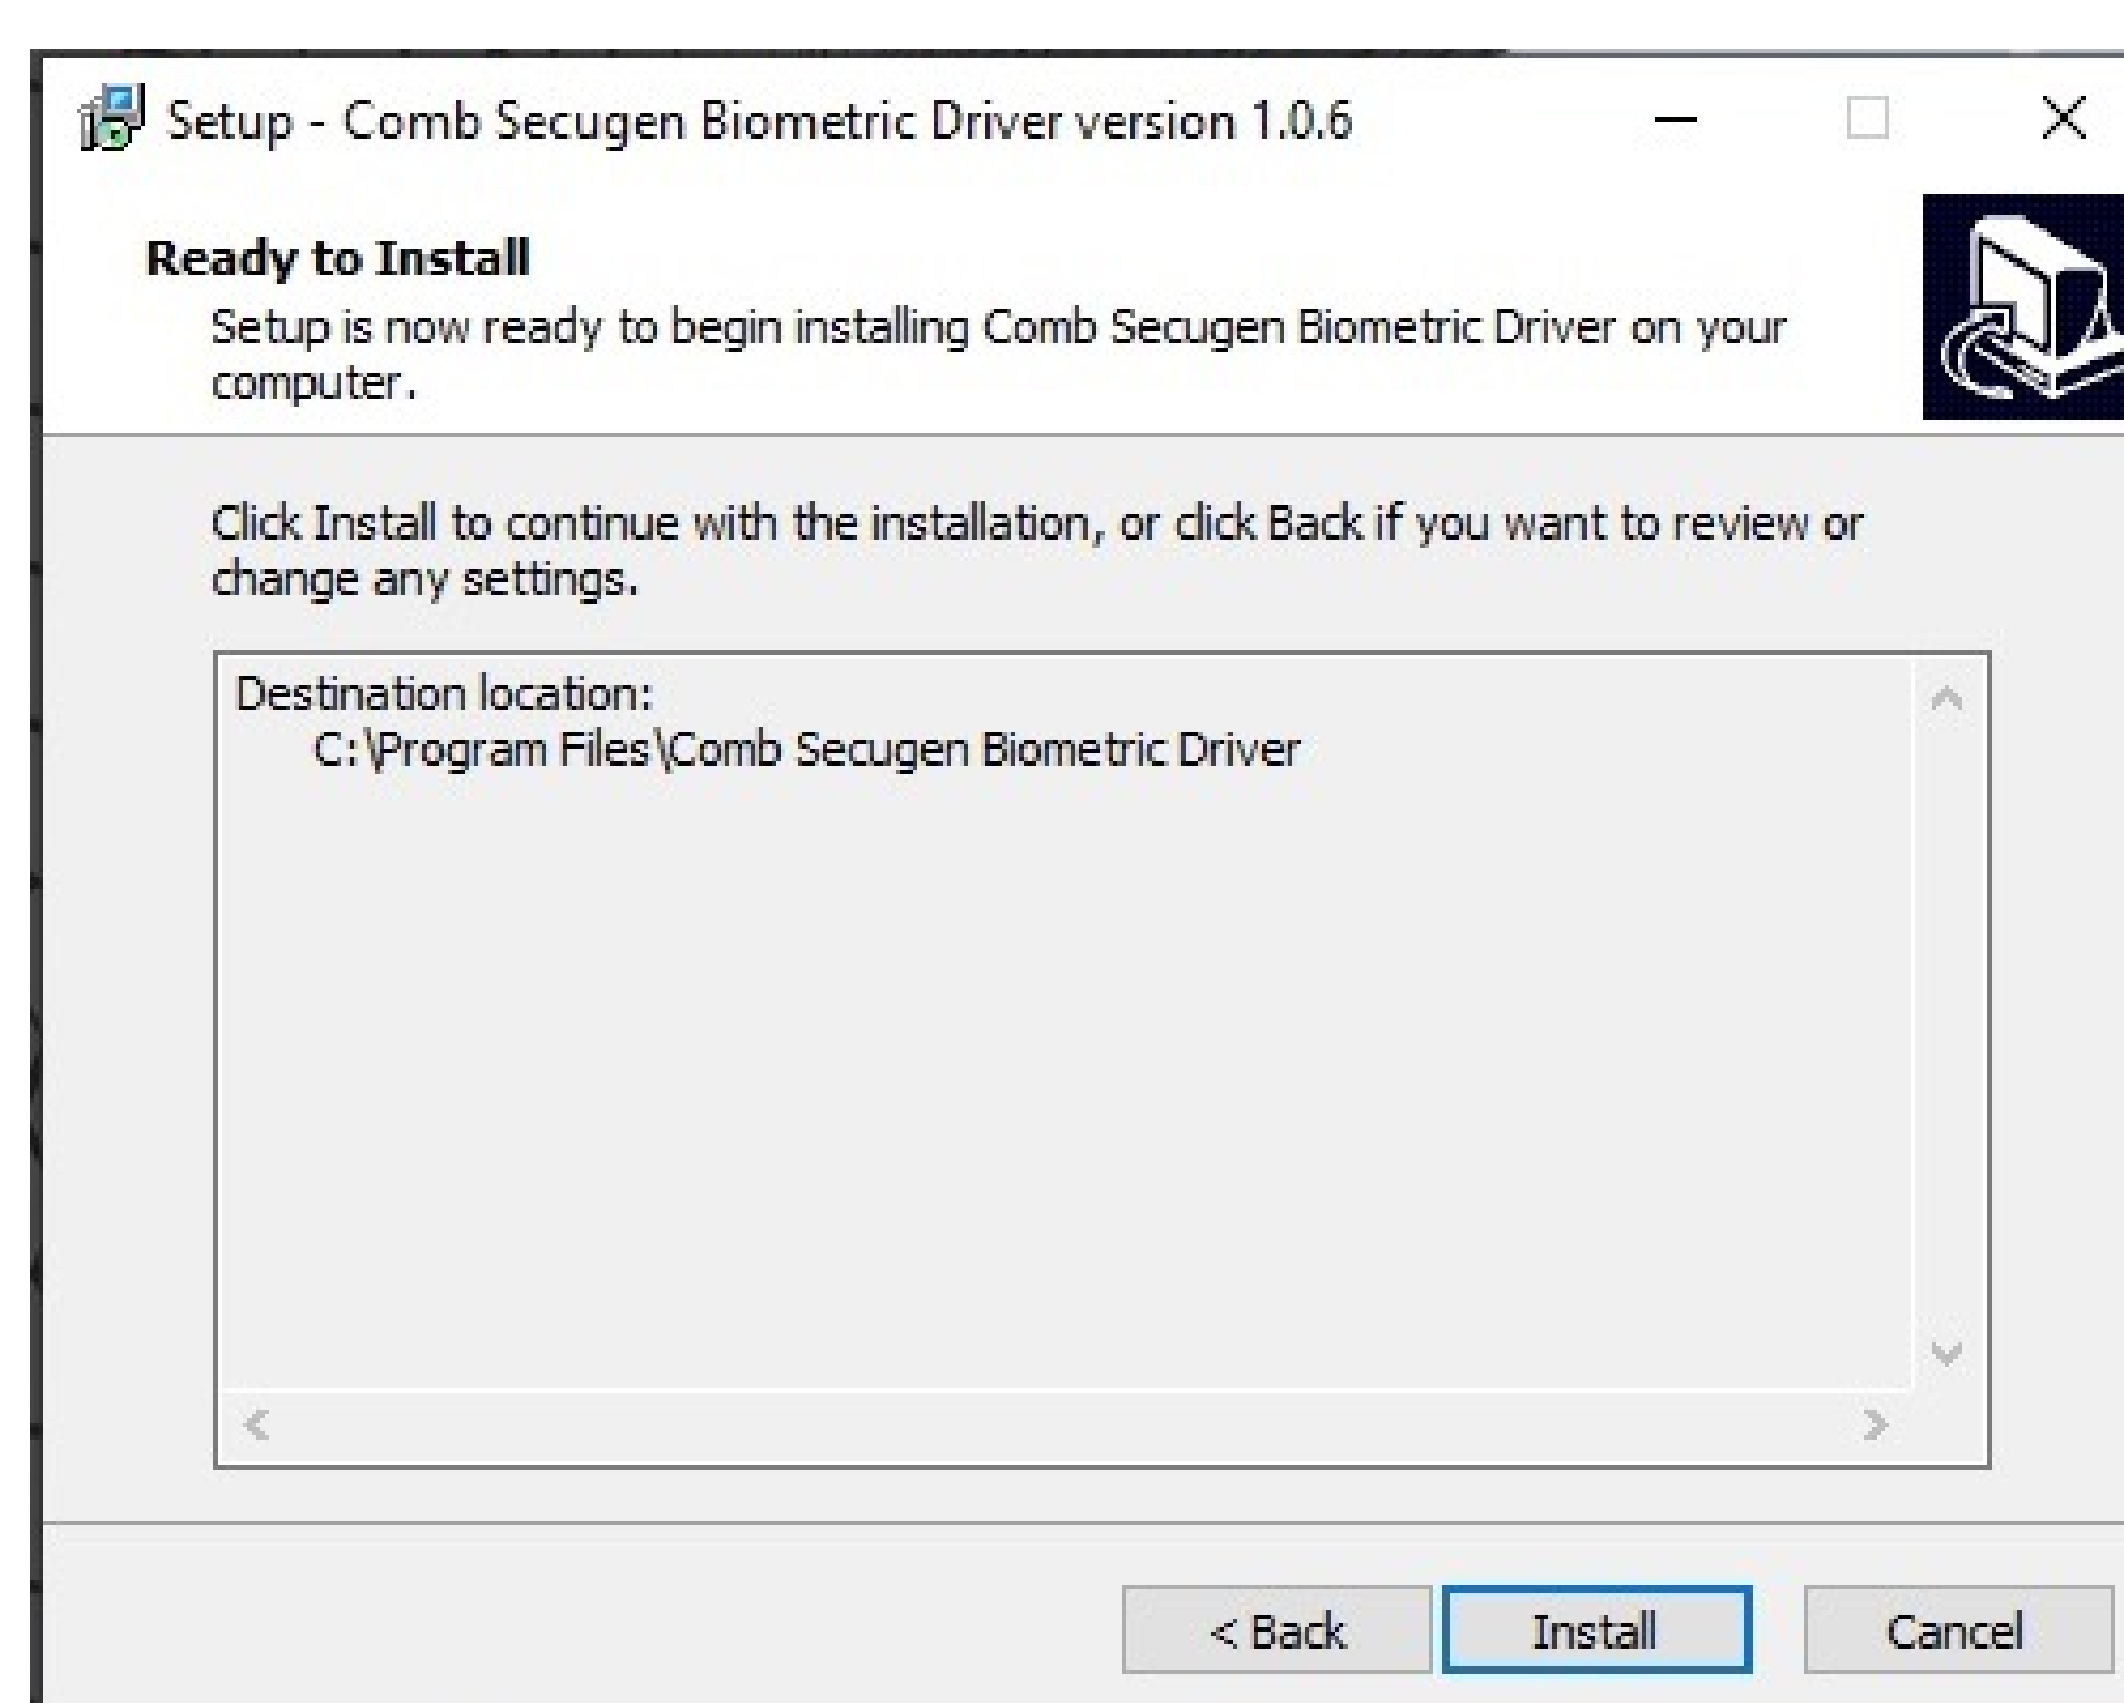 Setup - Comb Secugen Biometric Driver version 1.0.6
Ready to Install
Setup is now ready to begin installing Comb Secugen Biometric Driver on your
computer.
Click Install to continue with the installation, or click Back if you want to review or
change any settings.
Destination location:
C:\Program Files\Comb Secugen Biometric Driver
< Back
Install
Cancel